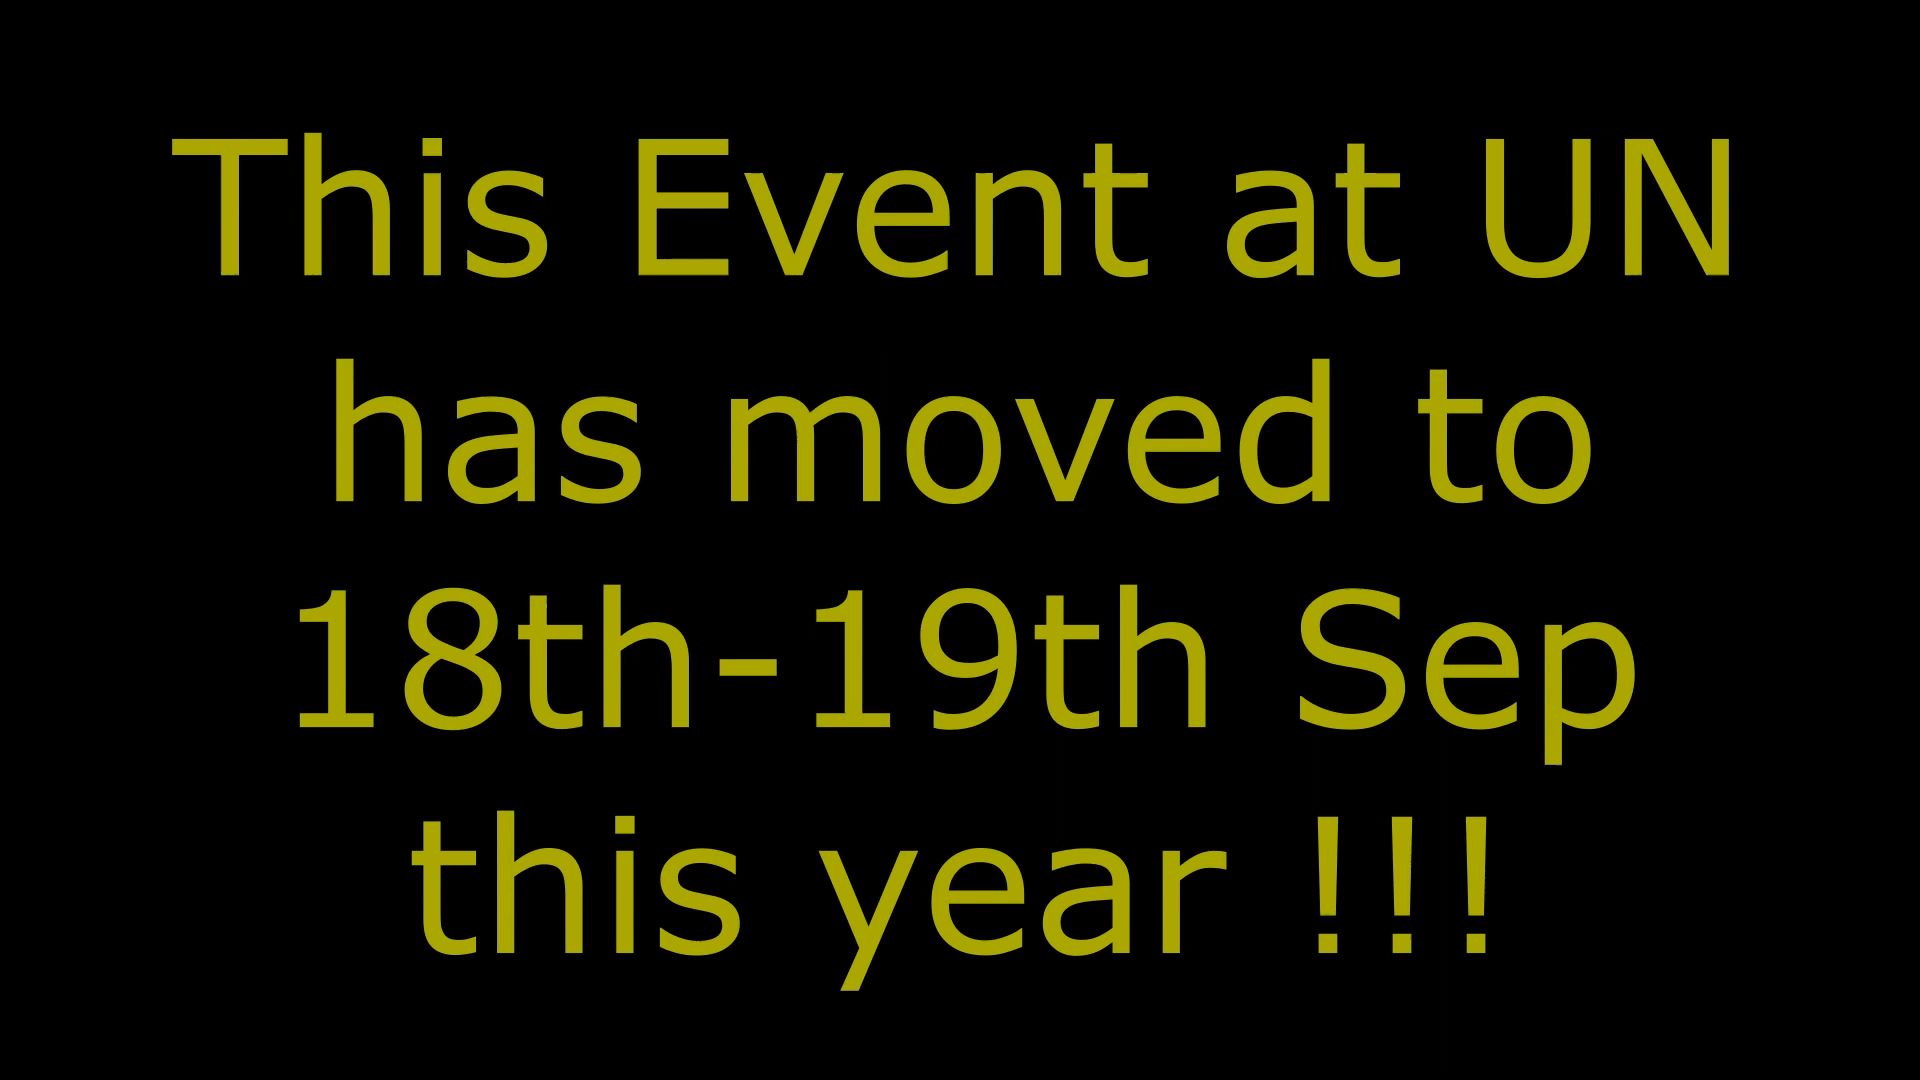 This Event at UN
has moved to
18th-19th Sep
this year !!!